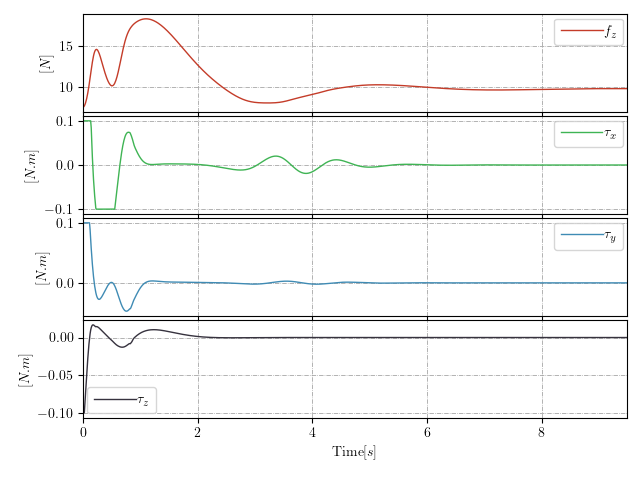 15
10
[N]
f_z
0.1
0.0
−0.1
[N.m]
τ_x
0.1
0.0
[N.m]
τ_y
0.00
−0.05
−0.10
[N.m]
τ_z
0 2 4 6 8
Time[s]